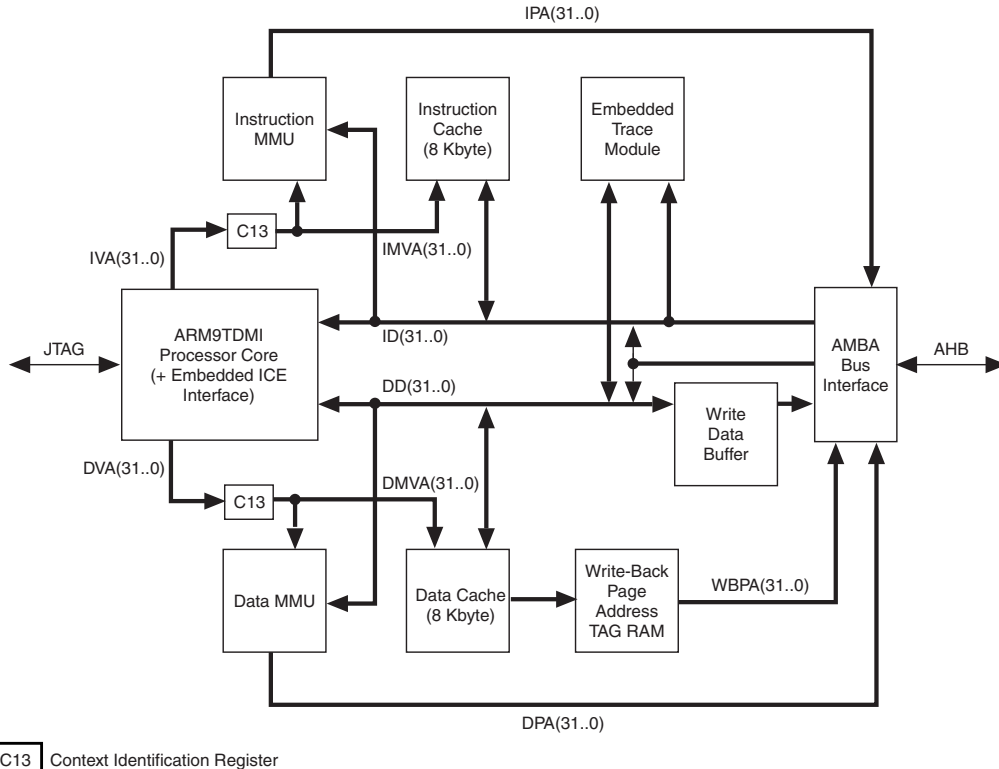 IPA(31..0)
Instruction
MMU
Instruction
Cache
(8 Kbyte)
Embedded
Trace
Module
C13
IVA(31..0)
IMVA(31..0)
ARM9TDMI
Processor Core
(+ Embedded ICE
Interface)
JTAG
ID(31..0)
DD(31..0)
AMBA
Bus
Interface
AHB
Write
Data
Buffer
DVA(31..0)
C13
DMVA(31..0)
Data MMU
Data Cache
(8 Kbyte)
Write-Back
Page
Address
TAG RAM
WBPA(31..0)
DPA(31..0)
C13 Context Identification Register